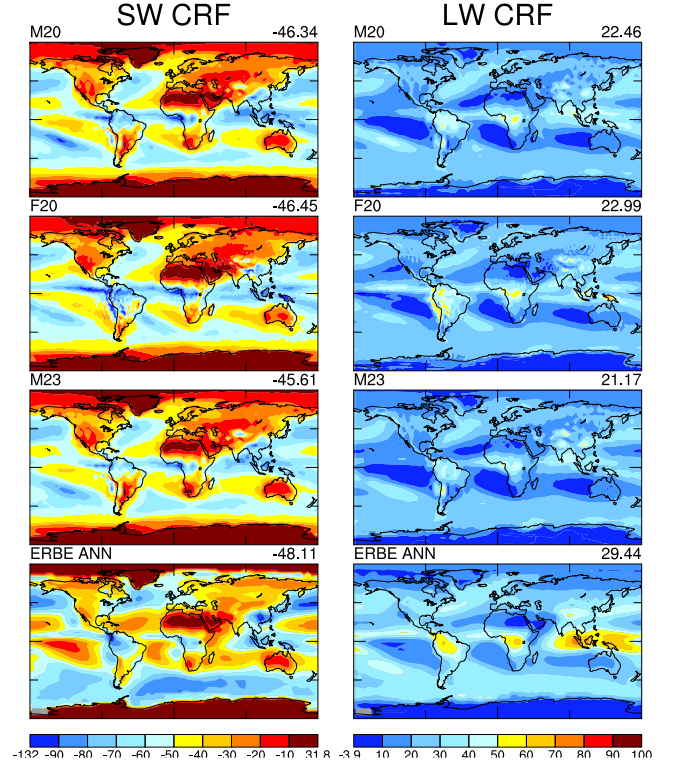 SW CRF LW CRF
M20 -46.34 M20 22.46
F20 -46.45 F20 22.99
M23 -45.61 M23 21.17
ERBE ANN -48.11 ERBE ANN 29.44
-132 -90 -70 -60 -50 -40 -30 -20 -10 31.8 -3.9 10 20 30 40 50 60 70 80 90 100